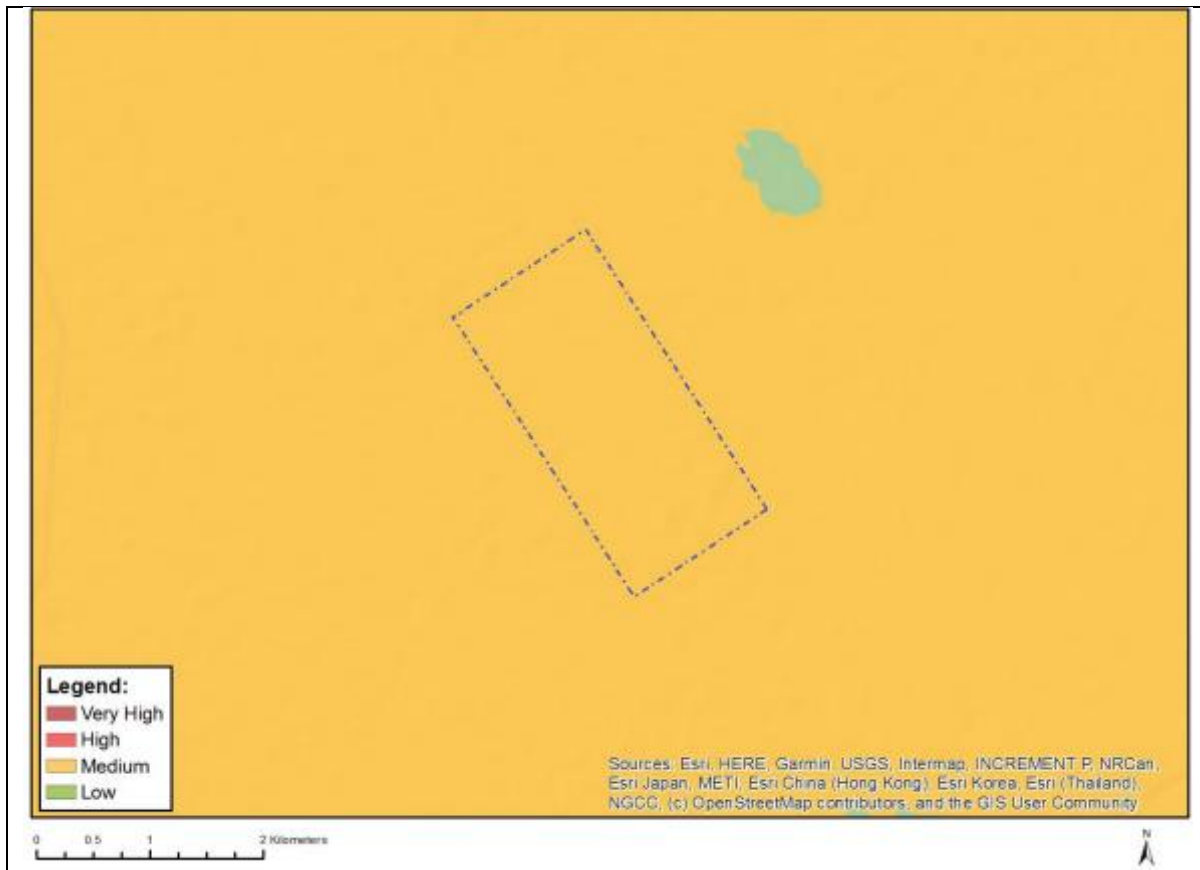 Legend:
Very High
High
Medium
Low
Sources: Esri, HERE, Garmin, USGS, Intermap, INCREMENT P, NRCan,
Esri Japan, METI, Esri China (Hong Kong), Esri Korea, Esri (Thailand),
NGCC, (c) OpenStreetMap contributors, and the GIS User Community
0 0.5 1 2 Kilometers
N